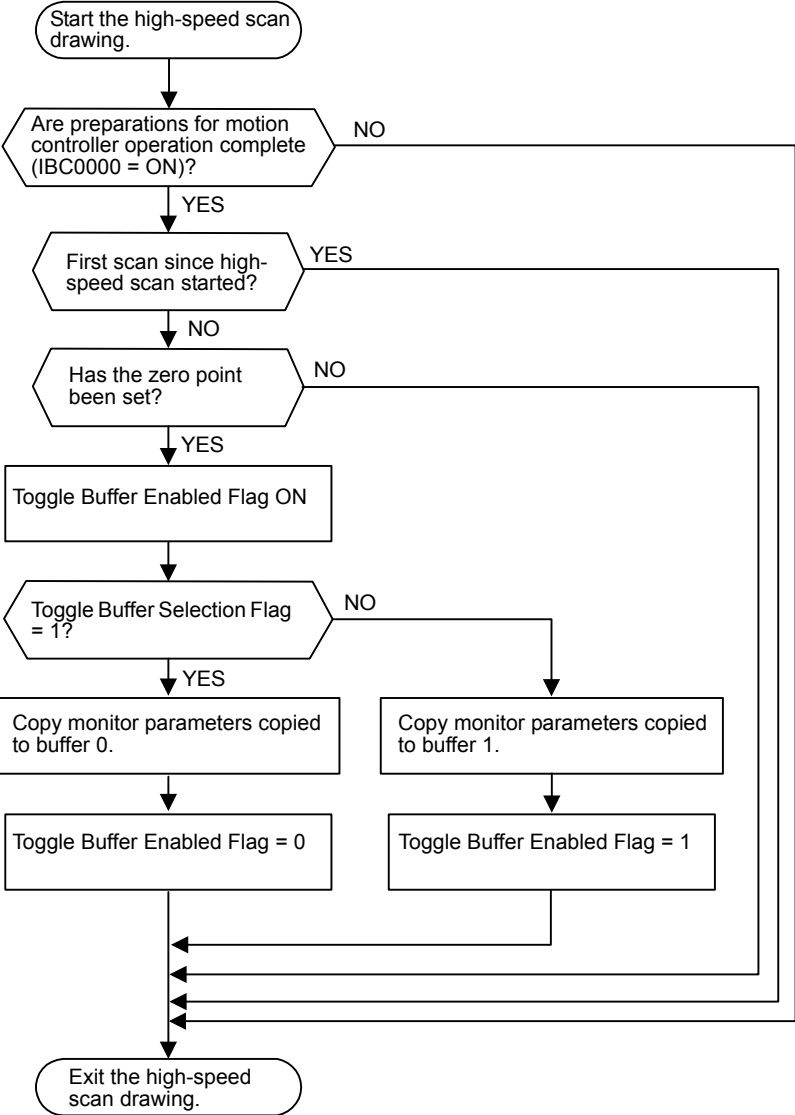 Start the high-speed scan
drawing.
Are preparations for motion
controller operation complete
(IBC0000 = ON)?
NO
YES
First scan since high-
speed scan started?
YES
NO
Has the zero point
been set?
NO
YES
Toggle Buffer Enabled Flag ON
Toggle Buffer Selection Flag
= 1?
NO
YES
Copy monitor parameters copied
to buffer 0.
Copy monitor parameters copied
to buffer 1.
Toggle Buffer Enabled Flag = 0
Toggle Buffer Enabled Flag = 1
Exit the high-speed
scan drawing.